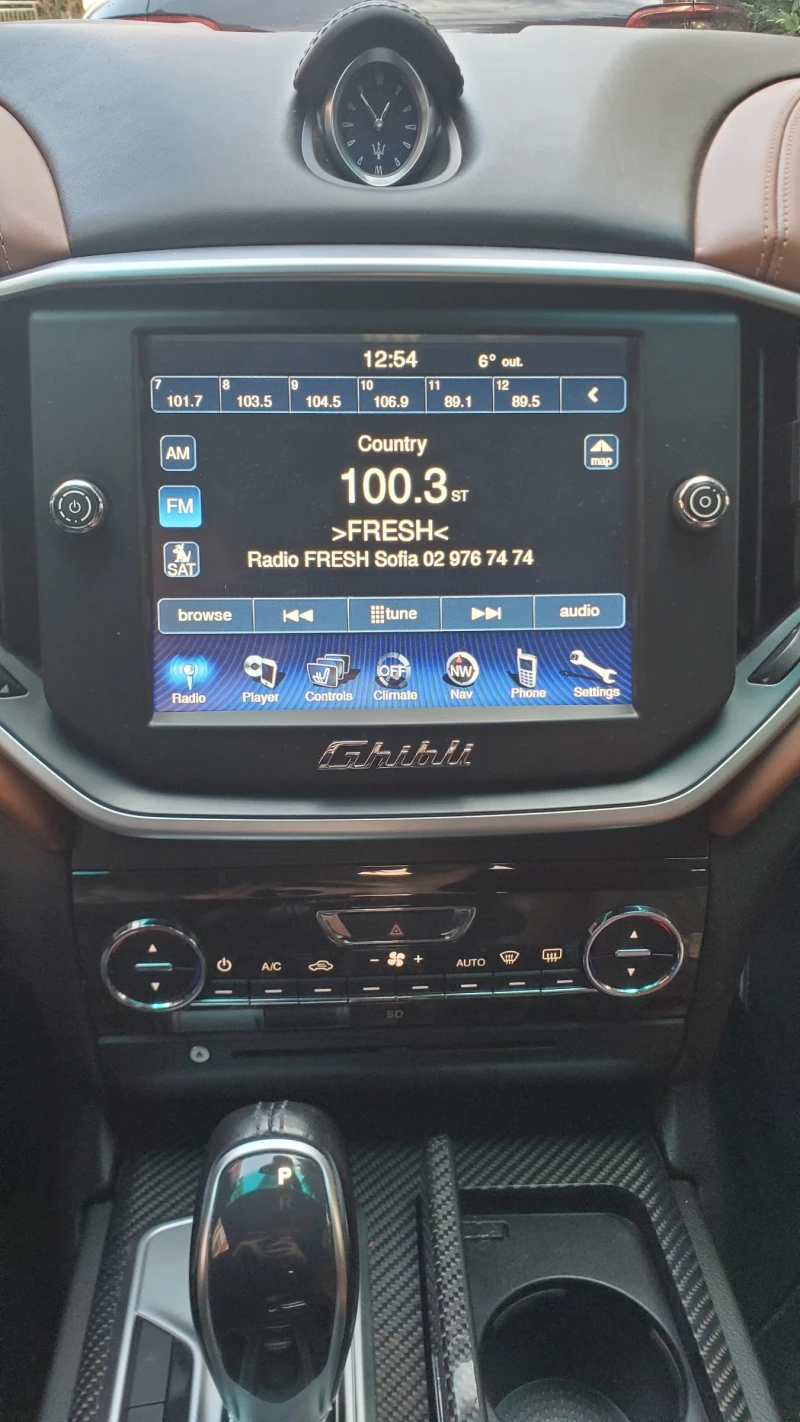 12:54 6° out.
7 8 9 10 11 12
101.7 103.5 104.5 106.9 89.1 89.5
AM
Country
map
FM
100.3 ST
>FRESH<
SAT
Radio FRESH Sofia 02 976 74 74
browse tune audio
OFF NW
Radio Player Controls Climate Nav Phone Settings
Ghibli
A/C - + AUTO
SD
P